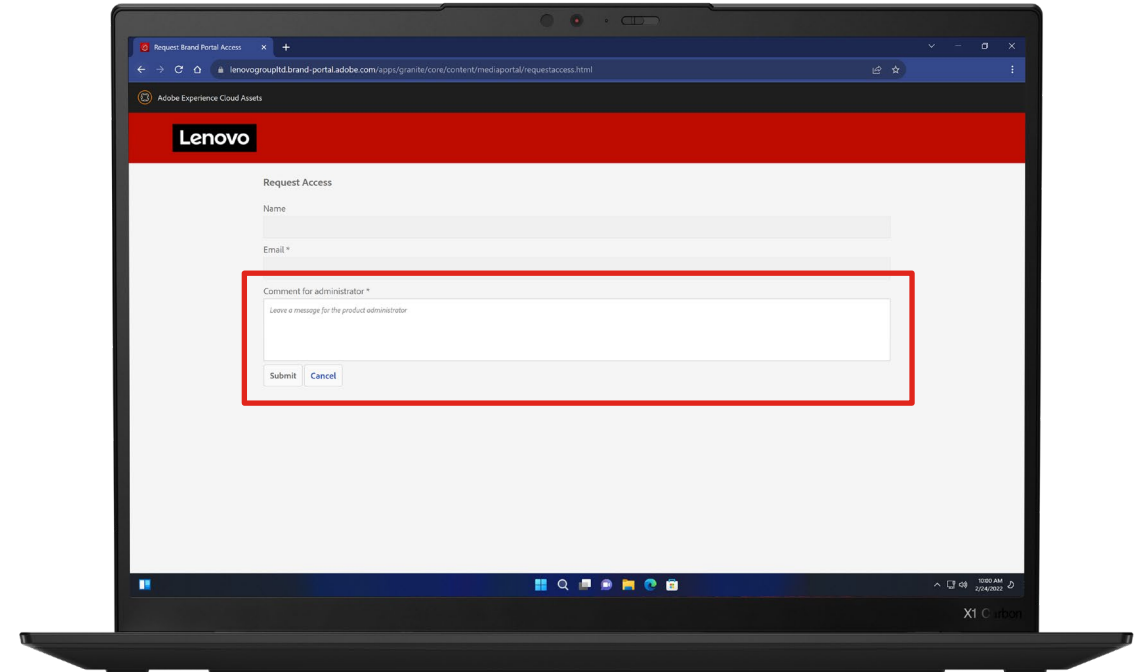 Request Brand Portal Access
lenovogroupltd.brand-portal.adobe.com/apps/granite/core/content/mediaportal/requestaccess.html
Adobe Experience Cloud Assets
Lenovo
Request Access
Name
Email *
Comment for administrator *
Leave a message for the product administrator
Submit Cancel
10:00 AM
2/24/2022
X1 Carbon